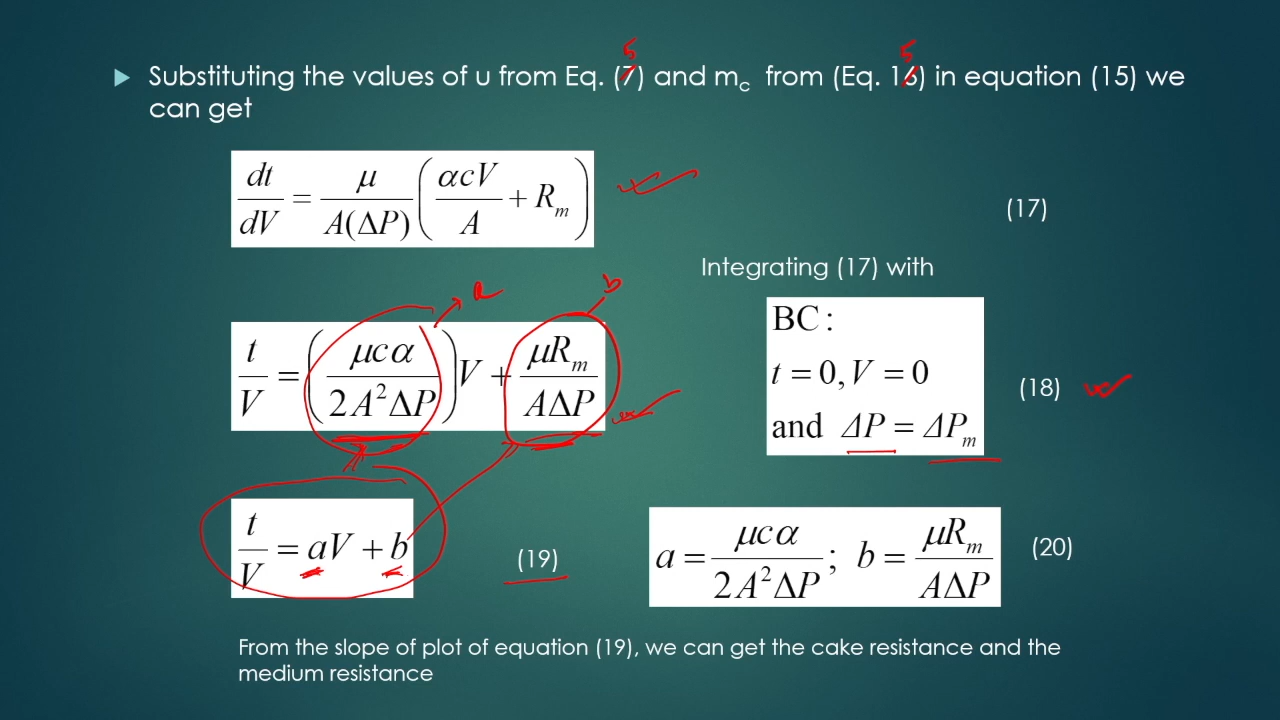 5 5
▶ Substituting the values of u from Eq. (7) and m_c from (Eq. 16) in equation (15) we
can get
dt/dV = μ/(A(ΔP)) (αcV/A + R_m)
(17)
Integrating (17) with
a b
t/V = (μcα/(2A²ΔP))V + μR_m/(AΔP)
BC:
t = 0, V = 0
and ΔP = ΔP_m
(18)
t/V = aV + b
(19)
a = μcα/(2A²ΔP); b = μR_m/(AΔP)
(20)
From the slope of plot of equation (19), we can get the cake resistance and the
medium resistance